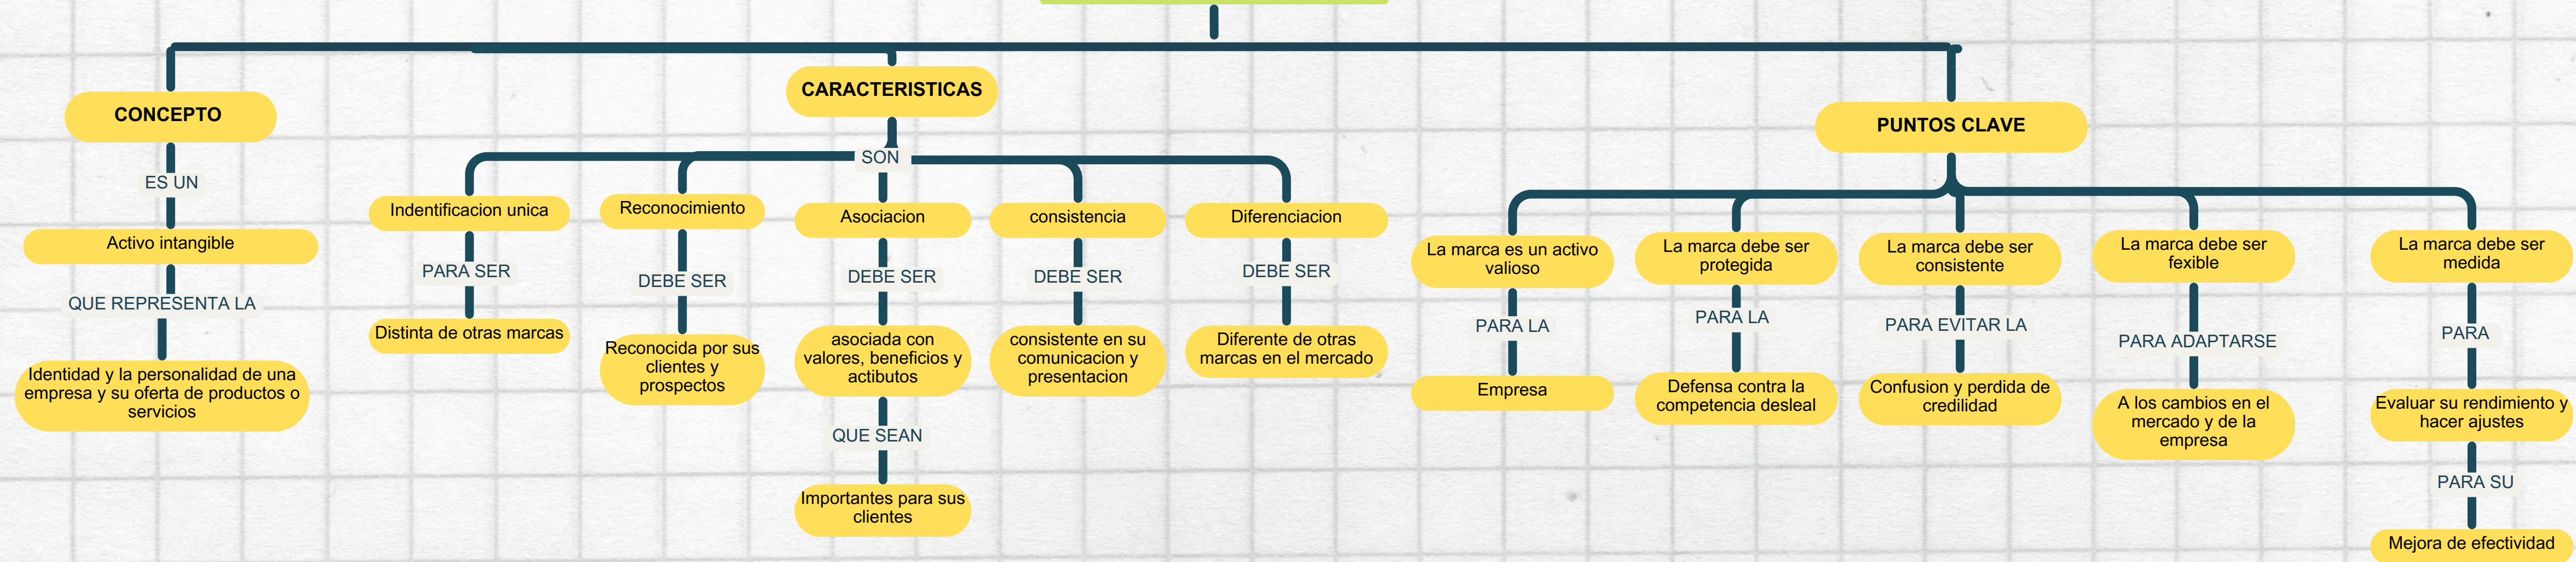 CONCEPTO
ES UN
Activo intangible
QUE REPRESENTA LA
Identidad y la personalidad de una
empresa y su oferta de productos o
servicios
CARACTERISTICAS
SON
Indentificacion unica
PARA SER
Distinta de otras marcas
Reconocimiento
DEBE SER
Reconocida por sus
clientes y
prospectos
Asociacion
DEBE SER
asociada con
valores, beneficios y
actibutos
QUE SEAN
Importantes para sus
clientes
consistencia
DEBE SER
consistente en su
comunicacion y
presentacion
Diferenciacion
DEBE SER
Diferente de otras
marcas en el mercado
PUNTOS CLAVE
La marca es un activo
valioso
PARA LA
Empresa
La marca debe ser
protegida
PARA LA
Defensa contra la
competencia desleal
La marca debe ser
consistente
PARA EVITAR LA
Confusion y perdida de
credilidad
La marca debe ser
fexible
PARA ADAPTARSE
A los cambios en el
mercado y de la
empresa
La marca debe ser
medida
PARA
Evaluar su rendimiento y
hacer ajustes
PARA SU
Mejora de efectividad